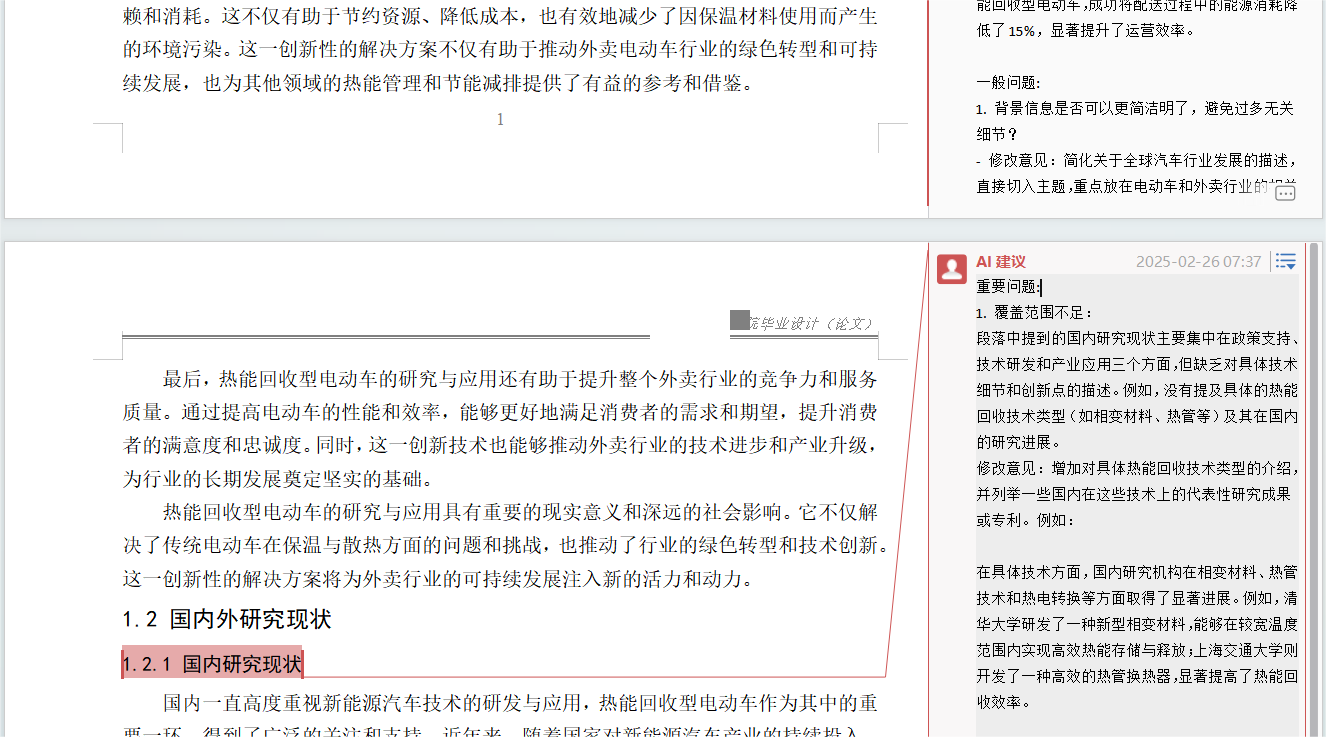 赖和消耗。这不仅有助于节约资源、降低成本，也有效地减少了因保温材料使用而产生
的环境污染。这一创新性的解决方案不仅有助于推动外卖电动车行业的绿色转型和可持
续发展，也为其他领域的热能管理和节能减排提供了有益的参考和借鉴。
1
能回收型电动车,成功将配送过程中的能源消耗降
低了 15%，显著提升了运营效率。
一般问题:
1. 背景信息是否可以更简洁明了，避免过多无关
细节？
- 修改意见：简化关于全球汽车行业发展的描述，
直接切入主题,重点放在电动车和外卖行业的相关
院毕业设计（论文）
最后，热能回收型电动车的研究与应用还有助于提升整个外卖行业的竞争力和服务
质量。通过提高电动车的性能和效率，能够更好地满足消费者的需求和期望，提升消费
者的满意度和忠诚度。同时，这一创新技术也能够推动外卖行业的技术进步和产业升级，
为行业的长期发展奠定坚实的基础。
热能回收型电动车的研究与应用具有重要的现实意义和深远的社会影响。它不仅解
决了传统电动车在保温与散热方面的问题和挑战，也推动了行业的绿色转型和技术创新。
这一创新性的解决方案将为外卖行业的可持续发展注入新的活力和动力。
1.2 国内外研究现状
1.2.1 国内研究现状
国内一直高度重视新能源汽车技术的研发与应用，热能回收型电动车作为其中的重
要一环，得到了广泛的关注和支持。近年来，随着国家对新能源汽车产业的持续投入，
AI 建议
2025-02-26 07:37
重要问题:
1. 覆盖范围不足：
段落中提到的国内研究现状主要集中在政策支持、
技术研发和产业应用三个方面,但缺乏对具体技术
细节和创新点的描述。例如,没有提及具体的热能
回收技术类型（如相变材料、热管等）及其在国内
的研究进展。
修改意见：增加对具体热能回收技术类型的介绍，
并列举一些国内在这些技术上的代表性研究成果
或专利。例如：
在具体技术方面,国内研究机构在相变材料、热管
技术和热电转换等方面取得了显著进展。例如,清
华大学研发了一种新型相变材料,能够在较宽温度
范围内实现高效热能存储与释放;上海交通大学则
开发了一种高效的热管换热器,显著提高了热能回
收效率。